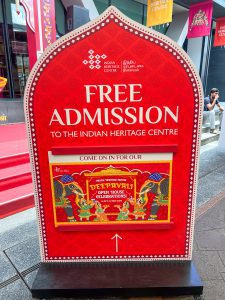 INDIAN
HERITAGE
CENTRE
FREE
ADMISSION
TO THE INDIAN HERITAGE CENTRE
COME ON IN FOR OUR
DEEPAVALI
OPEN HOUSE
CELEBRATIONS